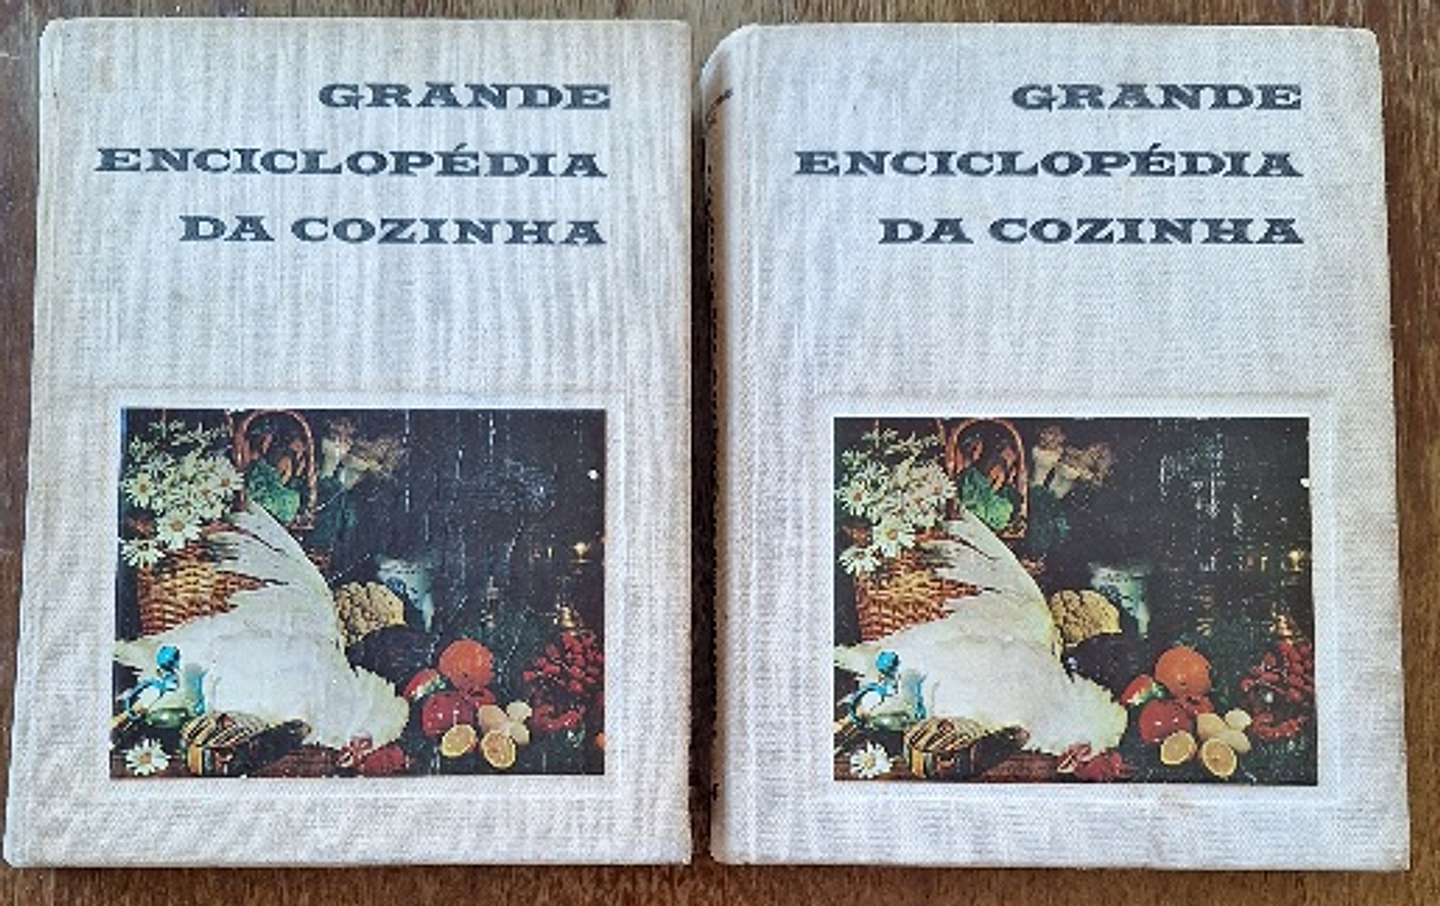 GRANDE
ENCICLOPÉDIA
DA COZINHA
GRANDE
ENCICLOPÉDIA
DA COZINHA